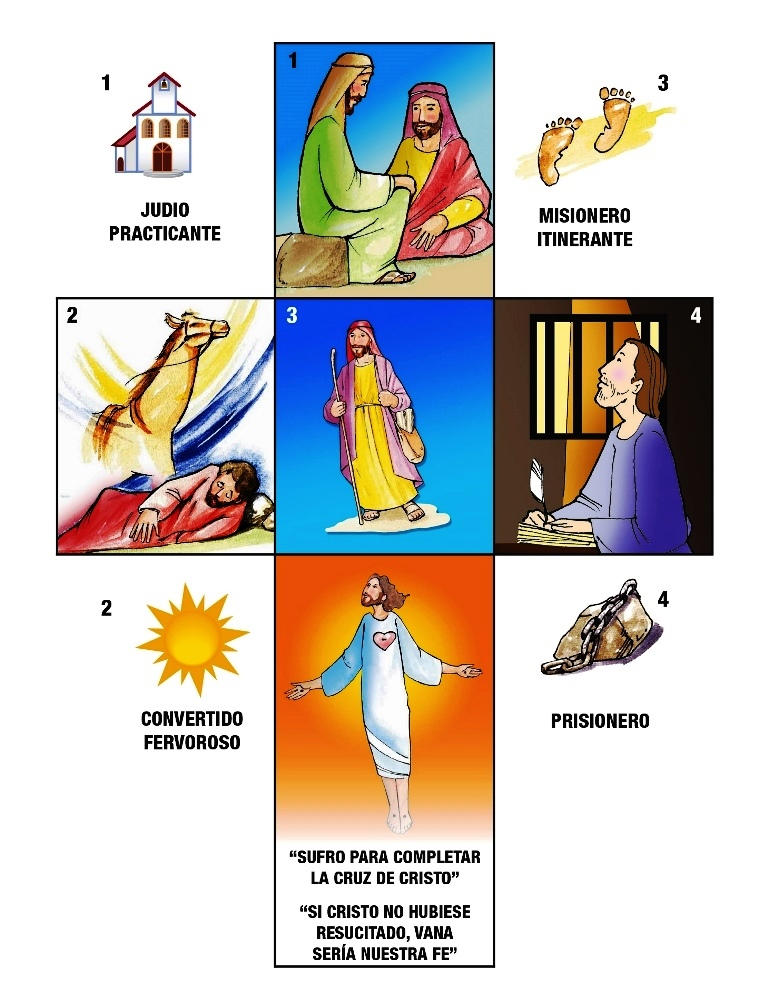 1
1
3
JUDIO
PRACTICANTE
MISIONERO
ITINERANTE
2
3
4
2
4
CONVERTIDO
FERVOROSO
PRISIONERO
“SUFRO PARA COMPLETAR
LA CRUZ DE CRISTO”
“SI CRISTO NO HUBIESE
RESUCITADO, VANA
SERÍA NUESTRA FE”